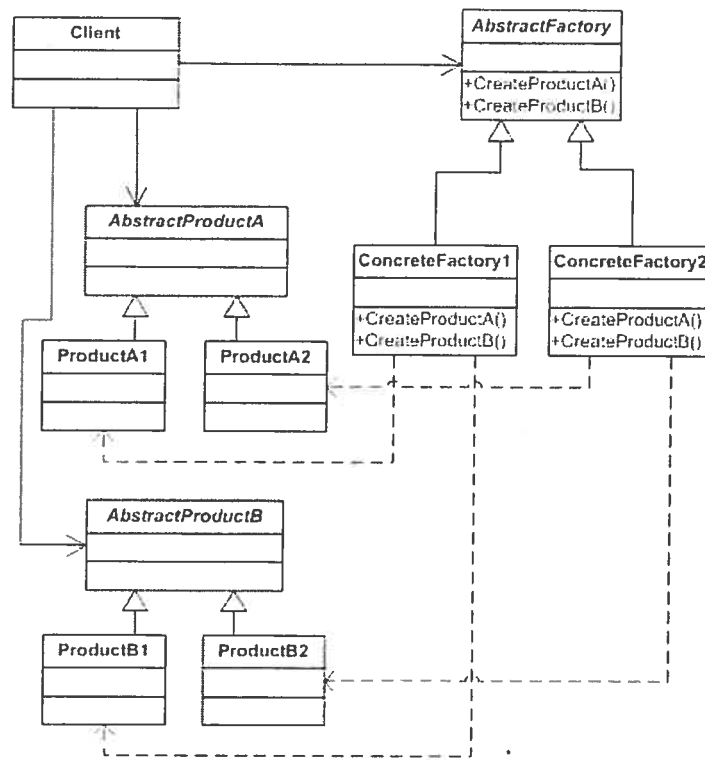 Client
AbstractFactory
+CreateProductA()
+CreateProductB()
AbstractProductA
ConcreteFactory1
+CreateProductA()
+CreateProductB()
ConcreteFactory2
+CreateProductA()
+CreateProductB()
ProductA1
ProductA2
AbstractProductB
ProductB1
ProductB2